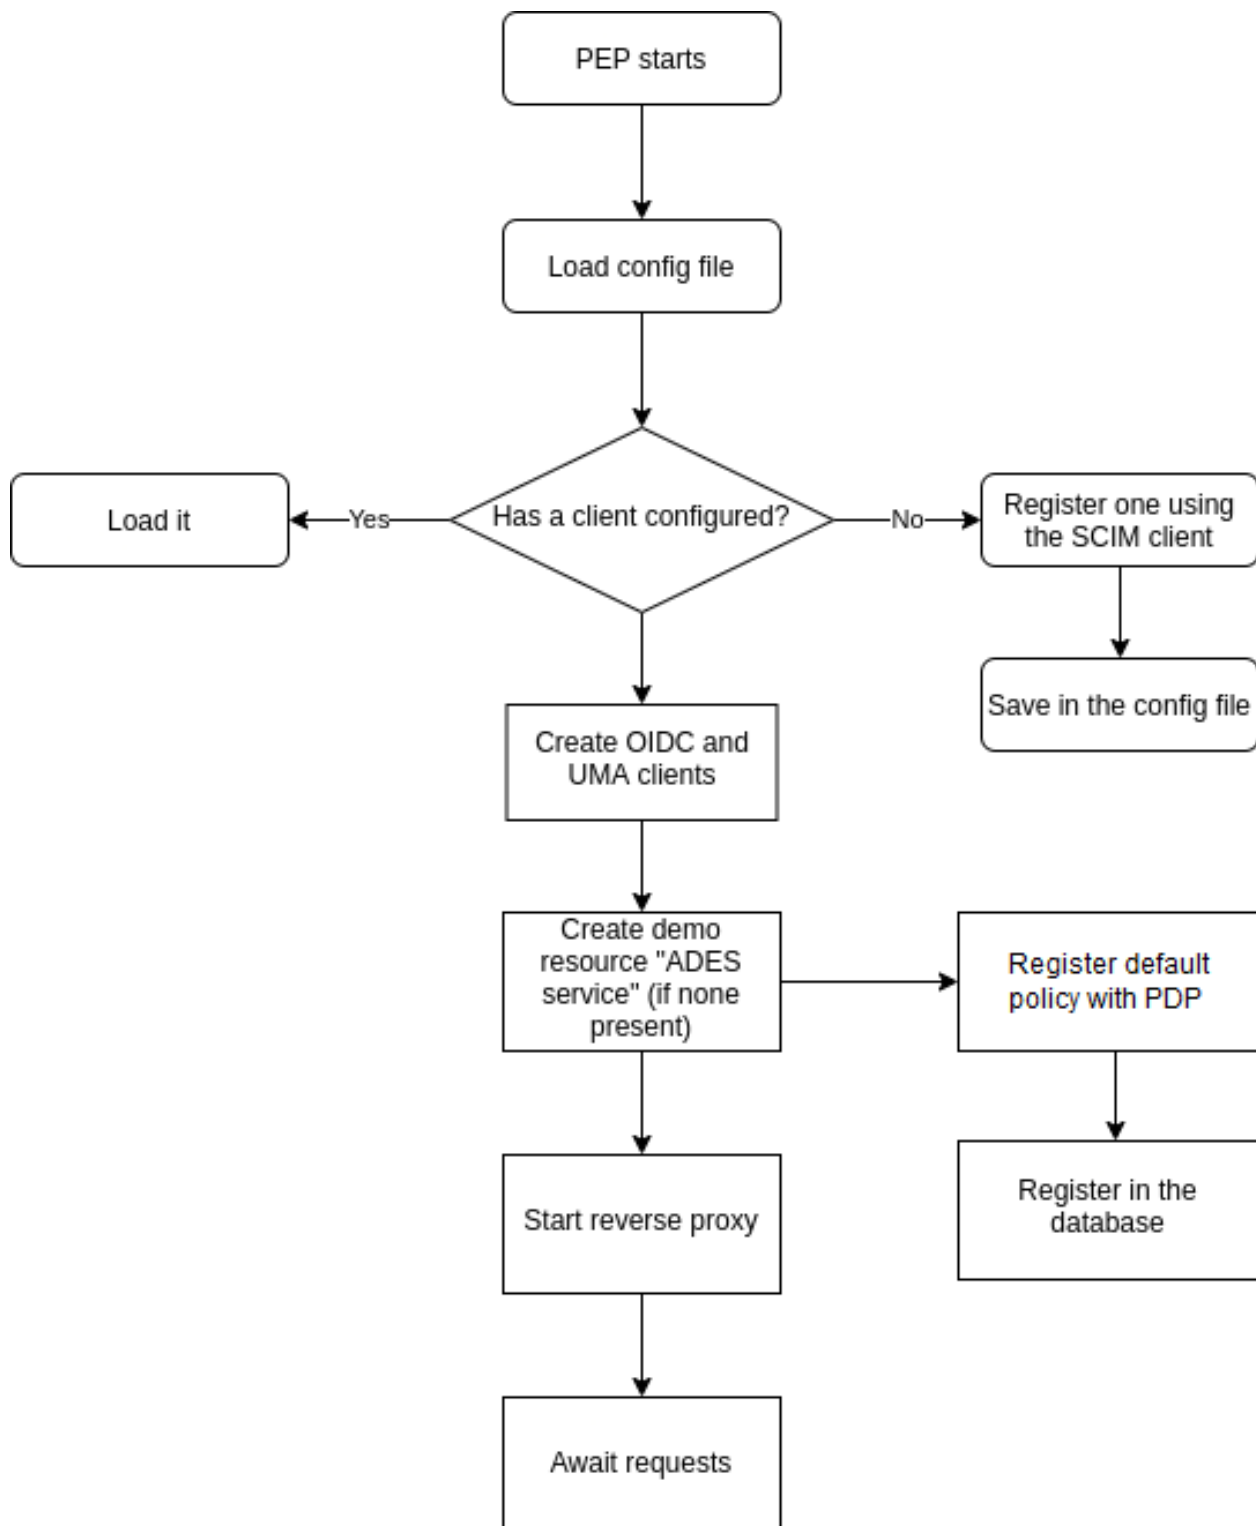 PEP starts
Load config file
Has a client configured?
Yes
Load it
No
Register one using
the SCIM client
Save in the config file
Create OIDC and
UMA clients
Create demo
resource "ADES
service" (if none
present)
Register default
policy with PDP
Register in the
database
Start reverse proxy
Await requests